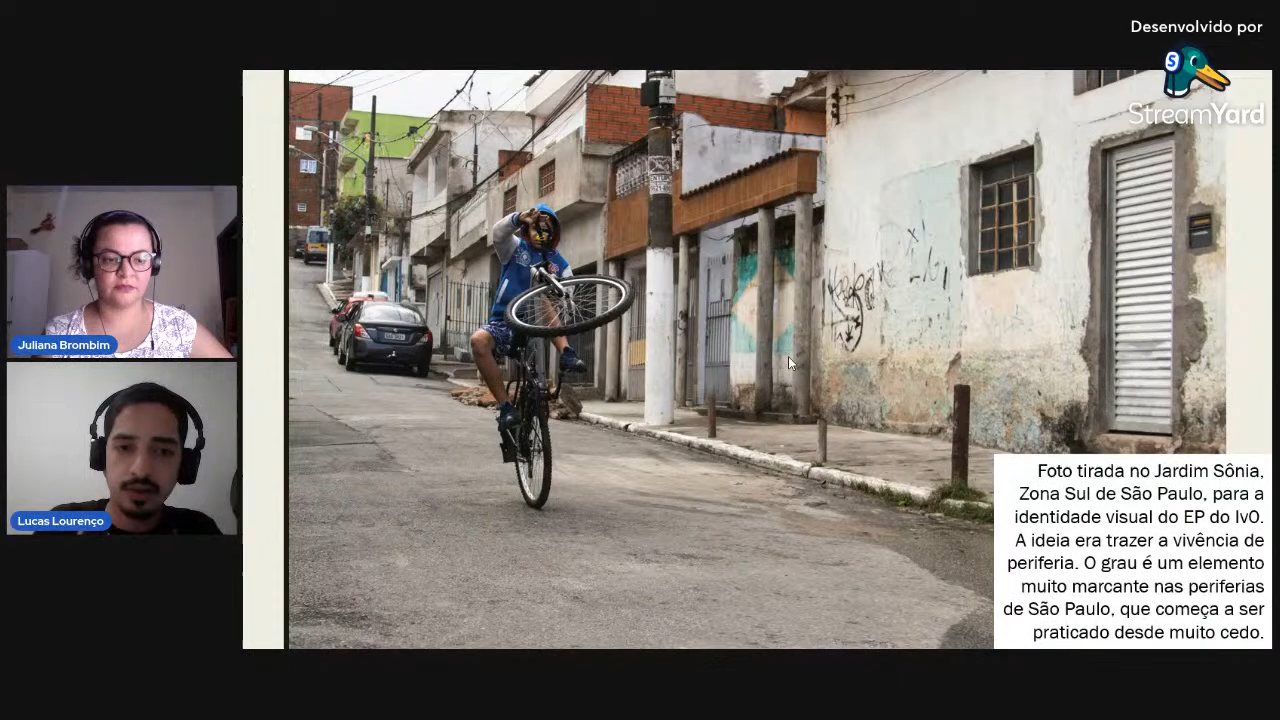 Desenvolvido por
StreamYard
Juliana Brombim
Lucas Lourenço
Foto tirada no Jardim Sônia,
Zona Sul de São Paulo, para a
identidade visual do EP do Iv0.
A ideia era trazer a vivência de
periferia. O grau é um elemento
muito marcante nas periferias
de São Paulo, que começa a ser
praticado desde muito cedo.